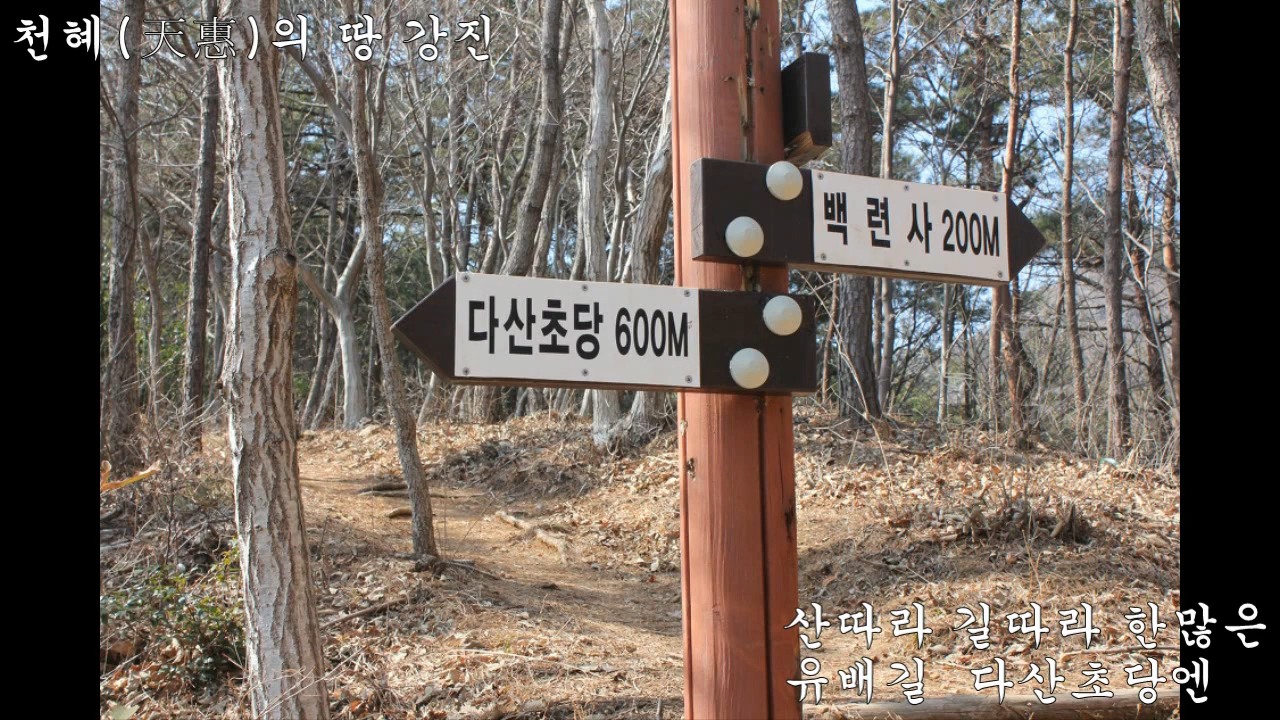 천혜(天惠)의 땅 강진
백련사 200M
다산초당 600M
산따라 길따라 한많은
유배길 다산초당엔